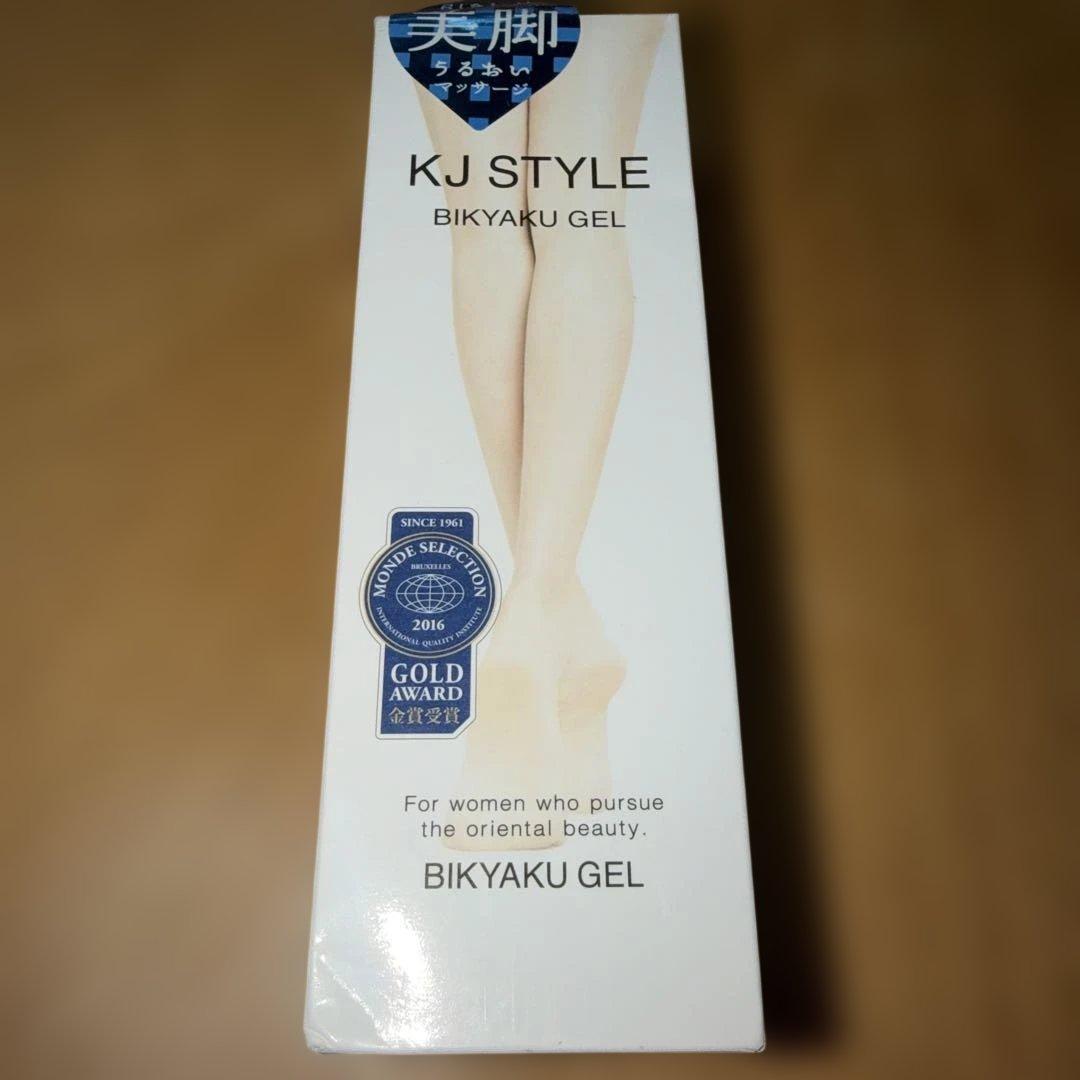 美脚
うるおい
マッサージ
KJ STYLE
BIKYAKU GEL
SINCE 1961
MONDE SELECTION
BRUXELLES
2016
INTERNATIONAL QUALITY INSTITUTE
GOLD
AWARD
金賞受賞
For women who pursue
the oriental beauty.
BIKYAKU GEL